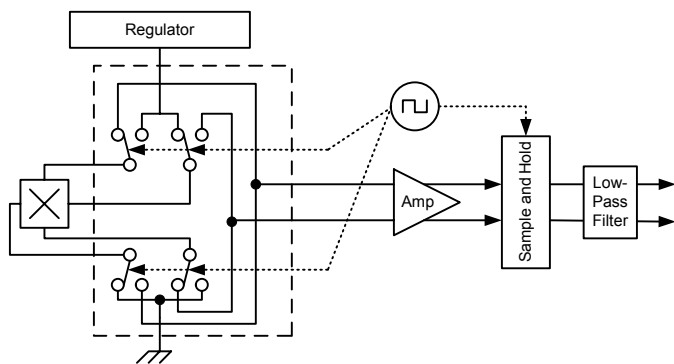 Regulator
Amp
Sample and Hold
Low-
Pass
Filter